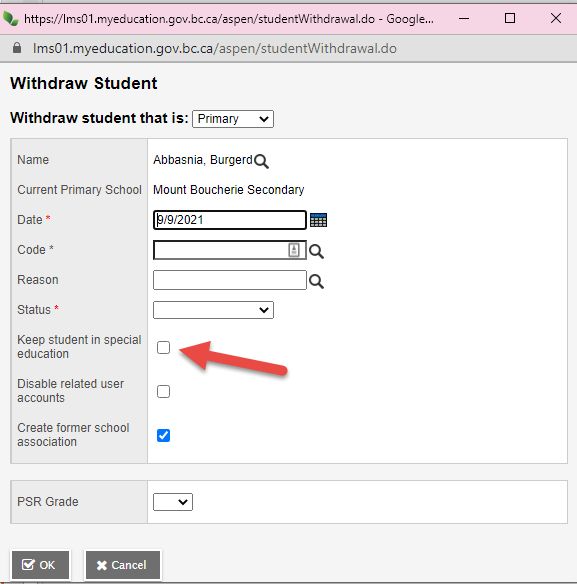 https://lms01.myeducation.gov.bc.ca/aspen/studentWithdrawal.do - Google...
lms01.myeducation.gov.bc.ca/aspen/studentWithdrawal.do
Withdraw Student
Withdraw student that is: Primary
Name Abbasnia, Burgerd
Current Primary School Mount Boucherie Secondary
Date * 9/9/2021
Code *
Reason
Status *
Keep student in special
education
Disable related user
accounts
Create former school
association
PSR Grade
OK Cancel